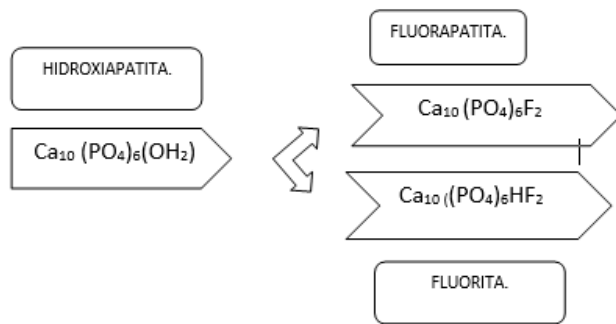 FLUORAPATITA.
HIDROXIAPATITA.
Ca₁₀ (PO₄)₆F₂
Ca₁₀ (PO₄)₆(OH₂)
Ca₁₀ ((PO₄)₆HF₂
FLUORITA.